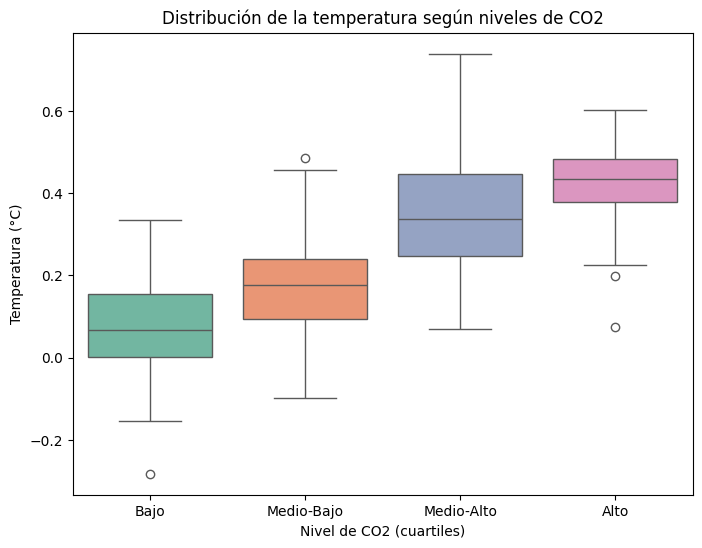 Distribución de la temperatura según niveles de CO2
Temperatura (°C)
0.6
0.4
0.2
0.0
−0.2
Bajo
Medio-Bajo
Medio-Alto
Alto
Nivel de CO2 (cuartiles)